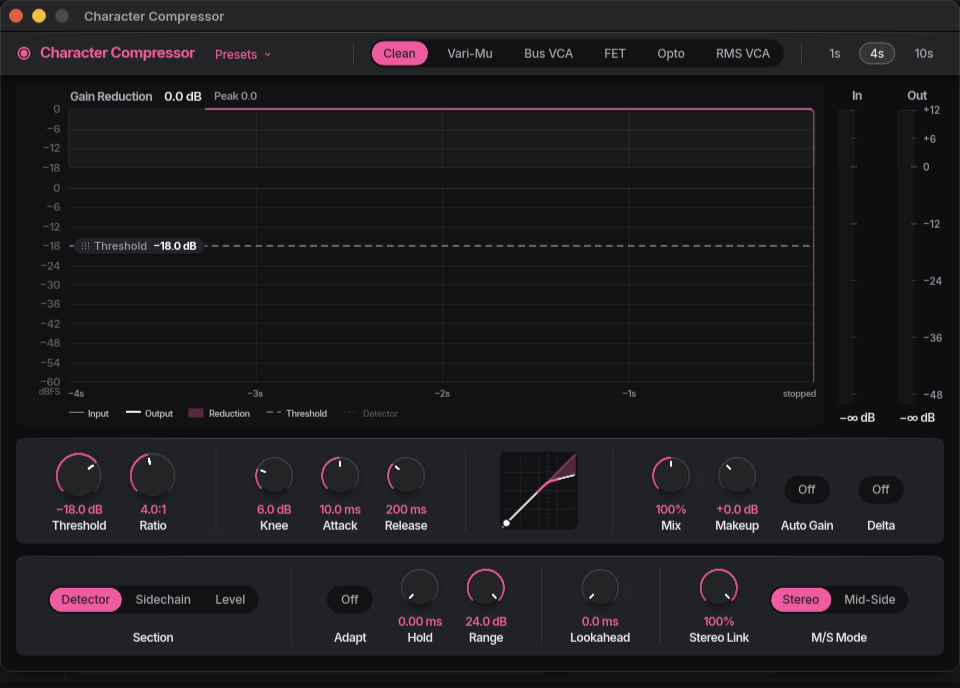 Character Compressor
Character Compressor Presets Clean Vari-Mu Bus VCA FET Opto RMS VCA 1s 4s 10s
Gain Reduction 0.0 dB Peak 0.0
0
−6
−12
−18
0
−6
−12
−18
−24
−30
−36
−42
−48
−54
−60
dBFS
Threshold −18.0 dB
−4s −3s −2s −1s stopped
Input Output Reduction Threshold Detector
In Out
+12
+6
0
−12
−24
−36
−48
−∞ dB −∞ dB
−18.0 dB 4.0:1 6.0 dB 10.0 ms 200 ms 100% +0.0 dB Off Off
Threshold Ratio Knee Attack Release Mix Makeup Auto Gain Delta
Detector Sidechain Level Off Stereo Mid-Side
0.00 ms 24.0 dB 0.0 ms 100%
Section Adapt Hold Range Lookahead Stereo Link M/S Mode